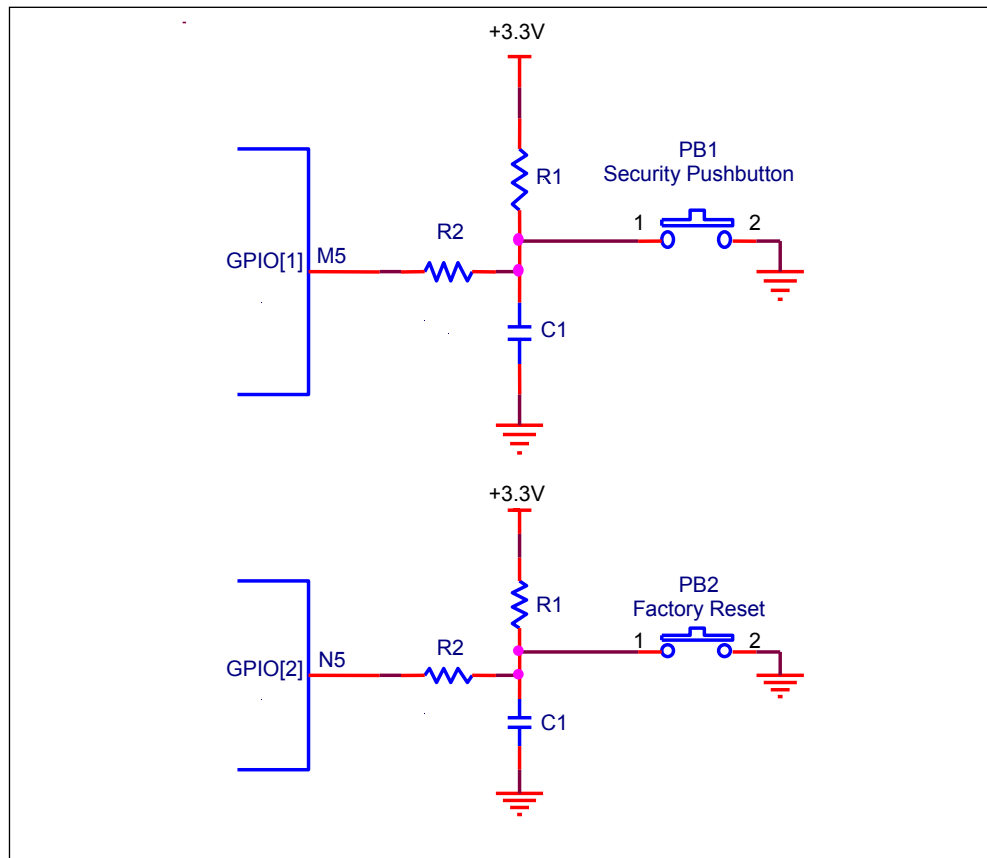 +3.3V
R1
PB1
Security Pushbutton
1
2
R2
GPIO[1]
M5
C1
+3.3V
R1
PB2
Factory Reset
1
2
R2
GPIO[2]
N5
C1